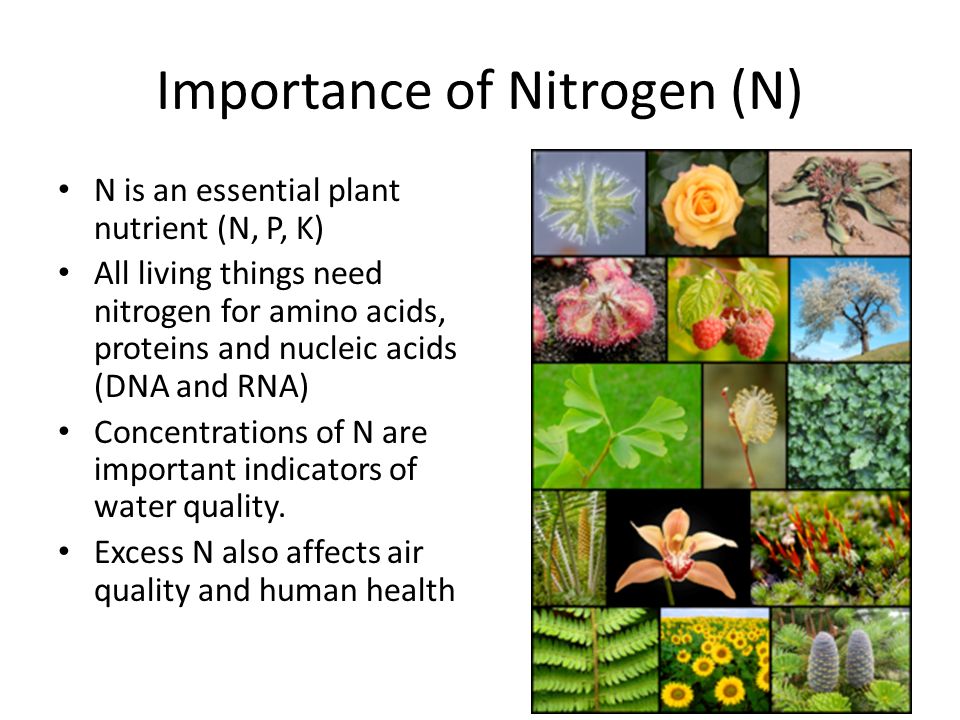 Importance of Nitrogen (N)
• N is an essential plant
nutrient (N, P, K)
• All living things need
nitrogen for amino acids,
proteins and nucleic acids
(DNA and RNA)
• Concentrations of N are
important indicators of
water quality.
• Excess N also affects air
quality and human health